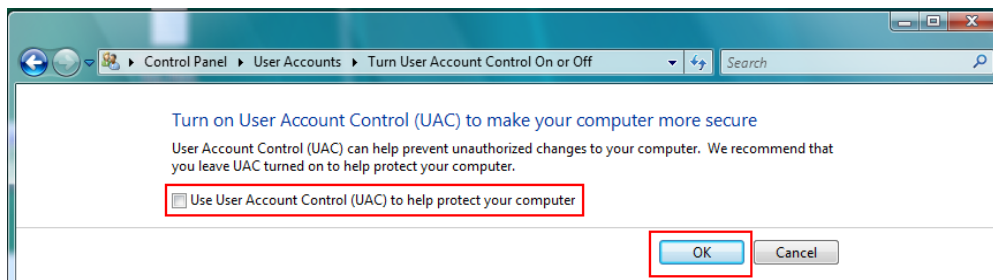 Control Panel User Accounts Turn User Account Control On or Off Search
Turn on User Account Control (UAC) to make your computer more secure
User Account Control (UAC) can help prevent unauthorized changes to your computer. We recommend that
you leave UAC turned on to help protect your computer.
Use User Account Control (UAC) to help protect your computer
OK Cancel